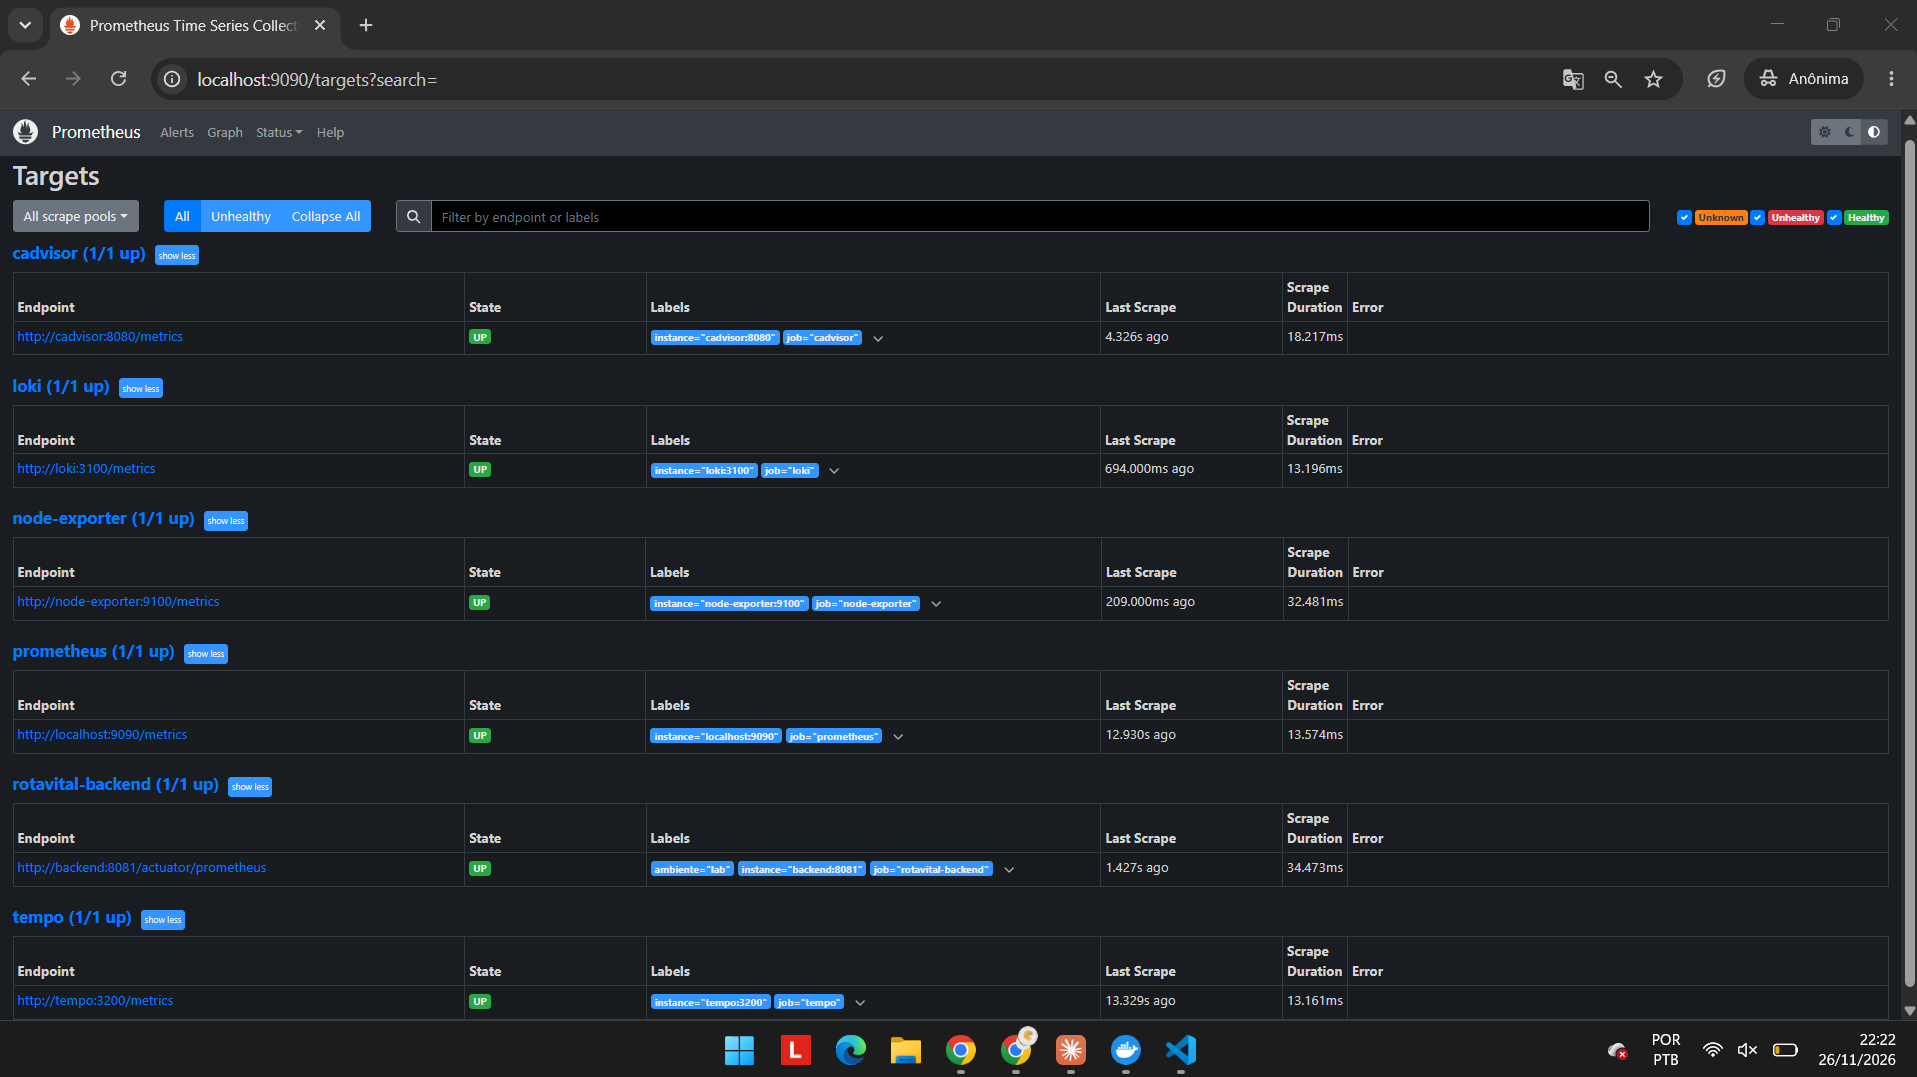 Prometheus Time Series Collect
localhost:9090/targets?search=
Anônima
Prometheus Alerts Graph Status Help
Targets
All scrape pools All Unhealthy Collapse All Filter by endpoint or labels Unknown Unhealthy Healthy
cadvisor (1/1 up) show less
Endpoint State Labels Last Scrape Scrape Duration Error
http://cadvisor:8080/metrics UP instance="cadvisor:8080" job="cadvisor" 4.326s ago 18.217ms
loki (1/1 up) show less
Endpoint State Labels Last Scrape Scrape Duration Error
http://loki:3100/metrics UP instance="loki:3100" job="loki" 694.000ms ago 13.196ms
node-exporter (1/1 up) show less
Endpoint State Labels Last Scrape Scrape Duration Error
http://node-exporter:9100/metrics UP instance="node-exporter:9100" job="node-exporter" 209.000ms ago 32.481ms
prometheus (1/1 up) show less
Endpoint State Labels Last Scrape Scrape Duration Error
http://localhost:9090/metrics UP instance="localhost:9090" job="prometheus" 12.930s ago 13.574ms
rotavital-backend (1/1 up) show less
Endpoint State Labels Last Scrape Scrape Duration Error
http://backend:8081/actuator/prometheus UP ambiente="lab" instance="backend:8081" job="rotavital-backend" 1.427s ago 34.473ms
tempo (1/1 up) show less
Endpoint State Labels Last Scrape Scrape Duration Error
http://tempo:3200/metrics UP instance="tempo:3200" job="tempo" 13.329s ago 13.161ms
L
POR 22:22
PTB 26/11/2026